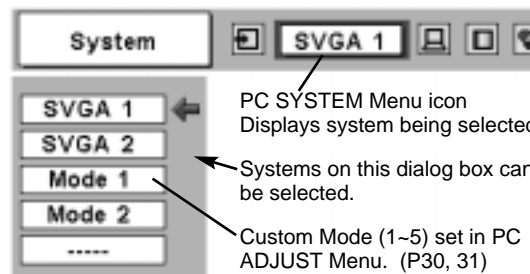 System
SVGA 1
SVGA 1
SVGA 2
Mode 1
Mode 2
-----
PC SYSTEM Menu icon
Displays system being selected
Systems on this dialog box can
be selected.
Custom Mode (1~5) set in PC
ADJUST Menu. (P30, 31)